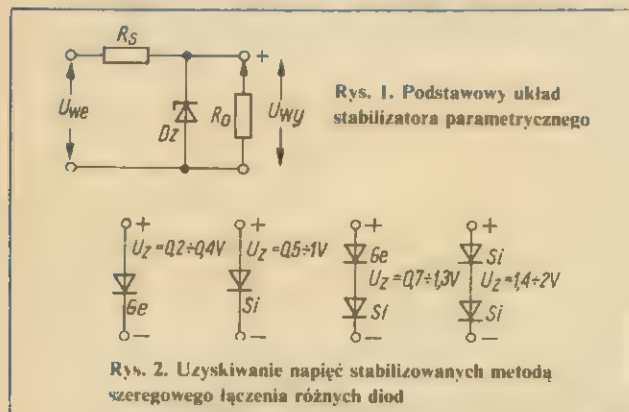 Rs
+
Uwe
Dz
Ro
Uwy
Rys. 1. Podstawowy układ
stabilizatora parametrycznego
+
+
+
+
Uz = 0,2÷0,4V
Uz = 0,5÷1V
Ge
Si
Uz = 0,7÷1,3V
Uz = 1,4÷2V
Ge
Si
Si
Si
−
−
−
−
Rys. 2. Uzyskiwanie napięć stabilizowanych metodą
szeregowego łączenia różnych diod